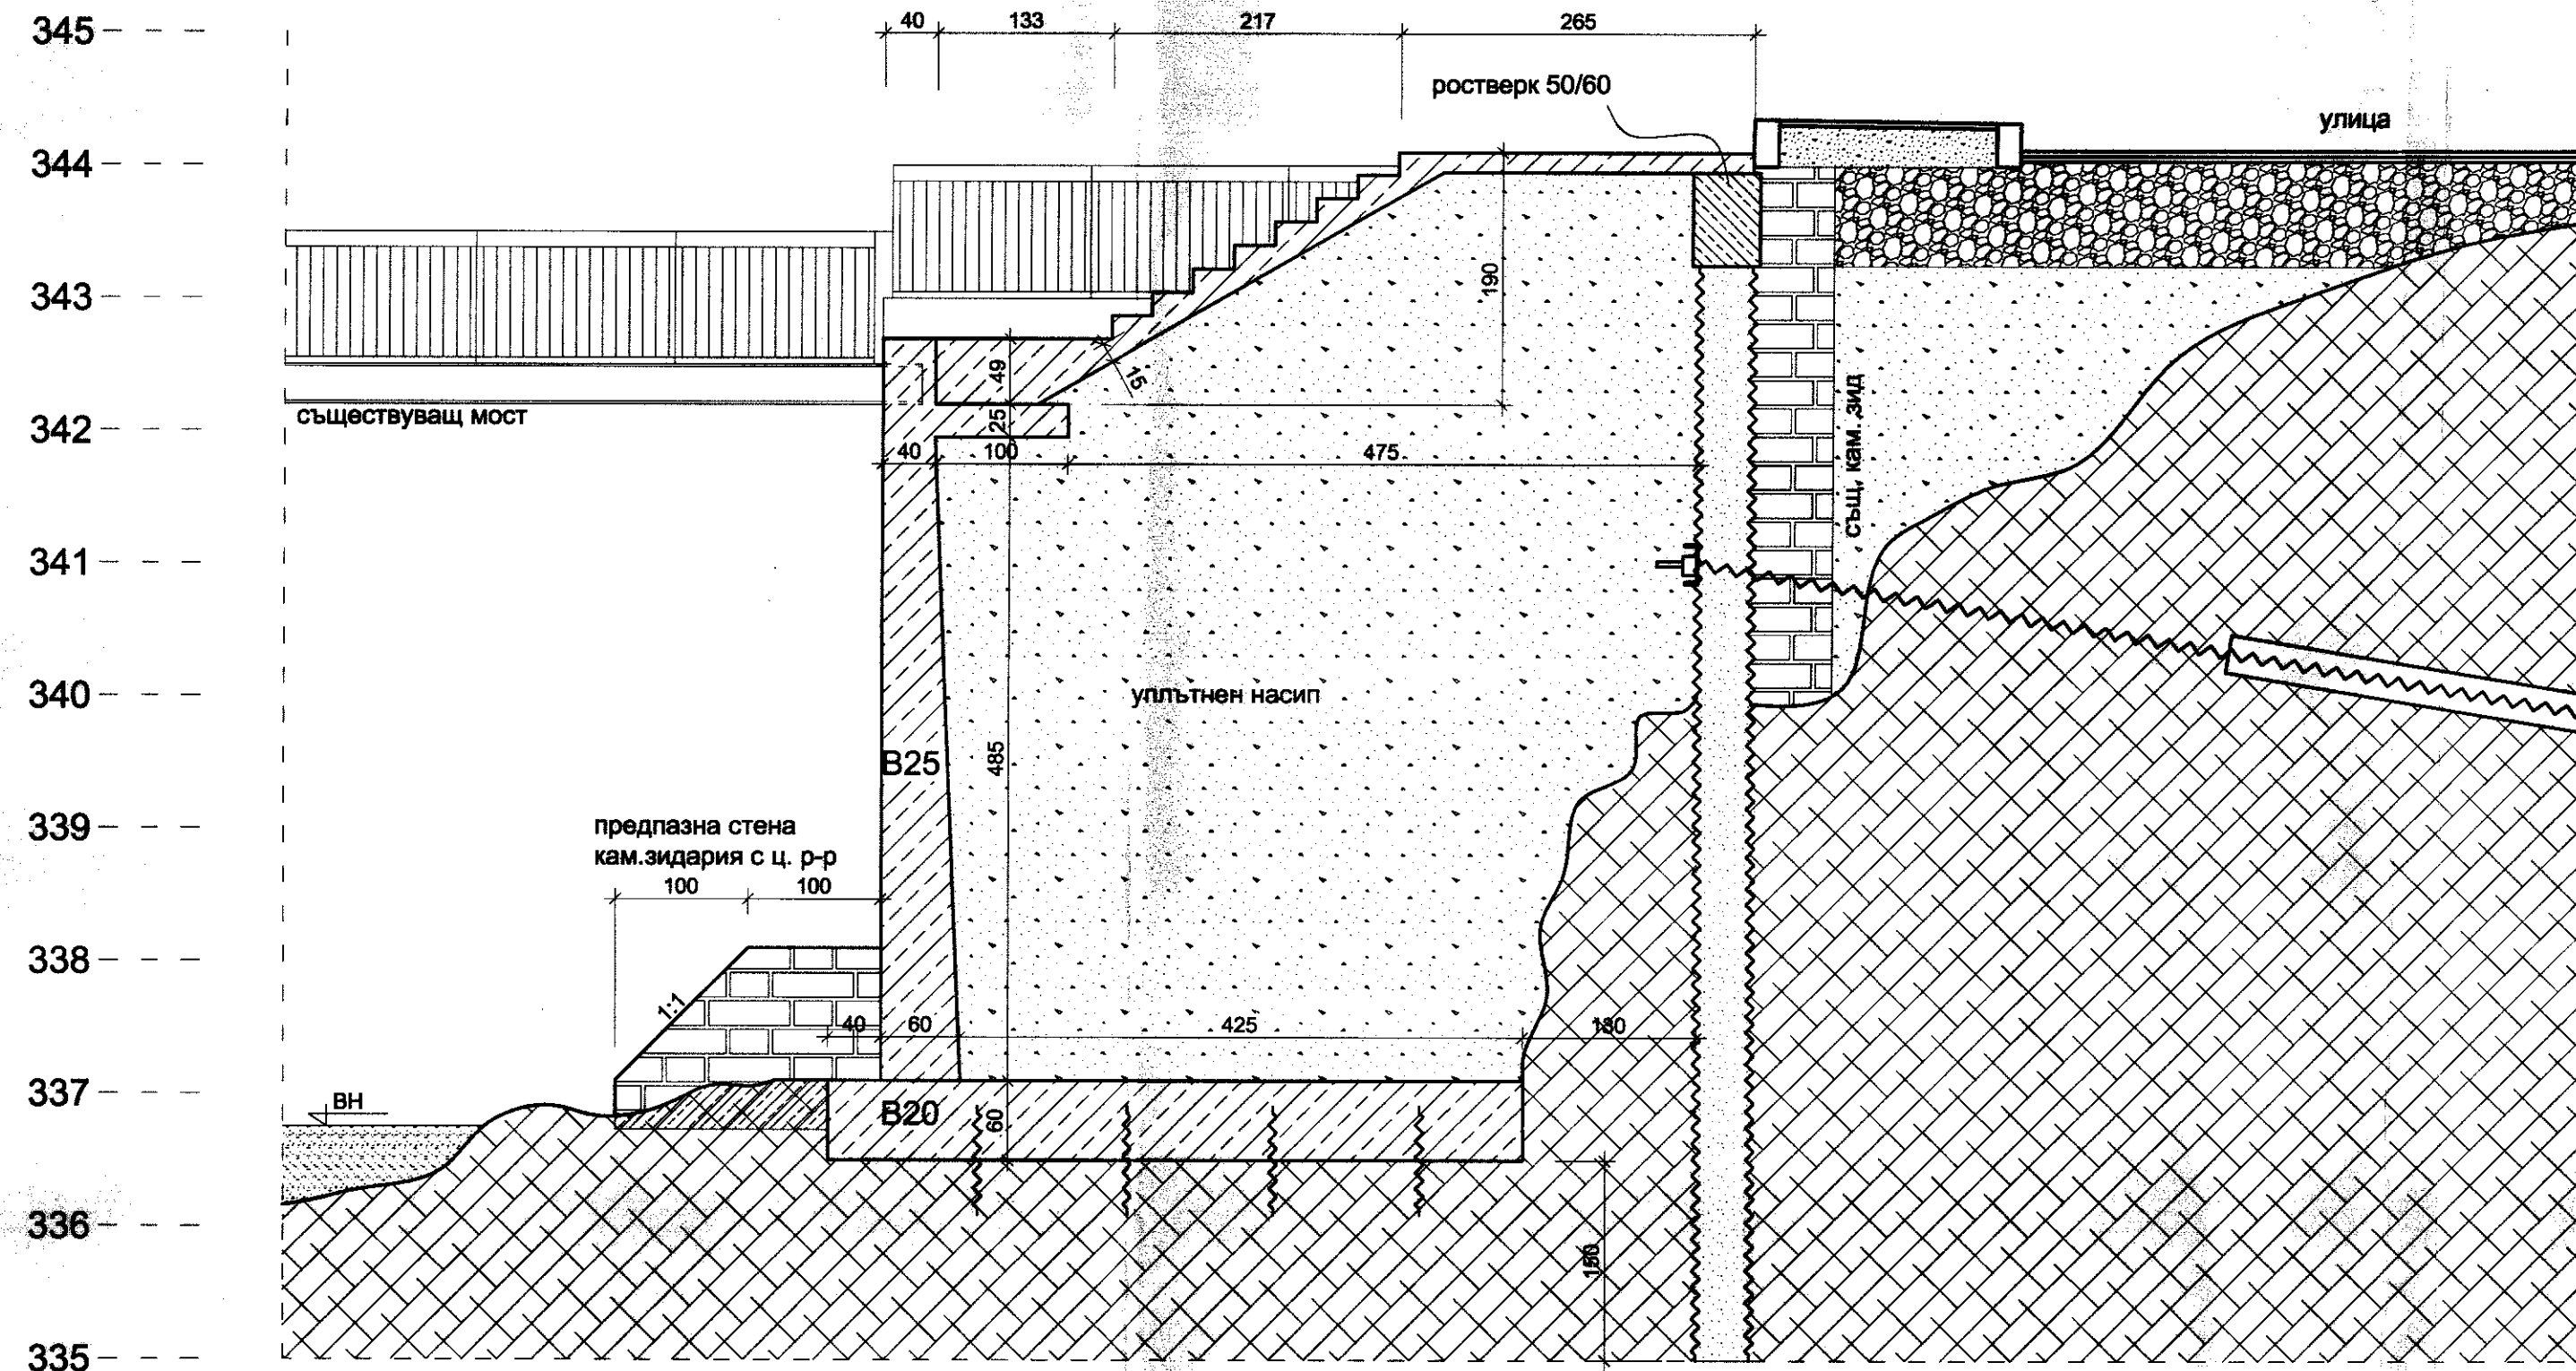 345
40 133 217 265
ростверк 50/60
улица
344
343
190
49
15
съществуващ мост
342
25
40 100 475
същ. кам. зид
341
340
уплътнен насип
B25
485
339
предпазна стена
кам.зидария с ц. р-р
100 100
338
1:1
40 60 425 180
337
ВН
B20
60
336
150
335